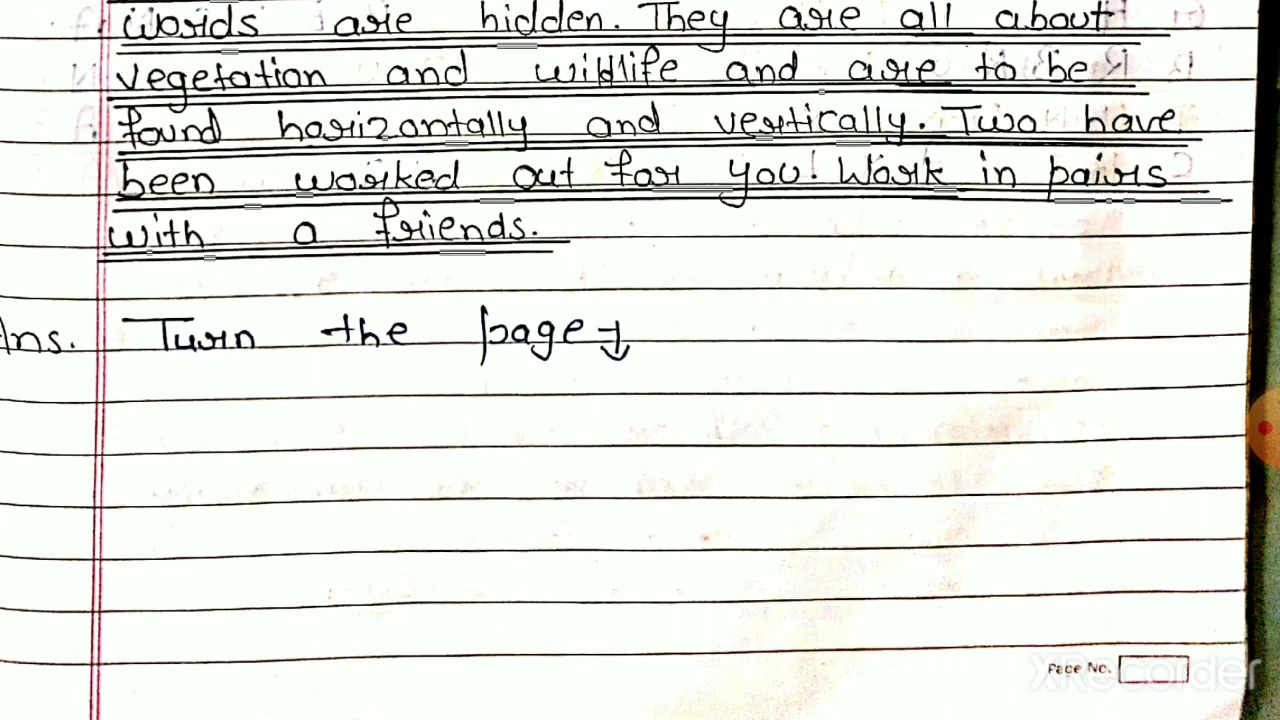 words are hidden. They are all about
vegetation and wildlife and are to be
found horizontally and vertically. Two have
been worked out for you! Work in pairs
with a friends.
Ans. Turn the page
Page No.
XRecorder